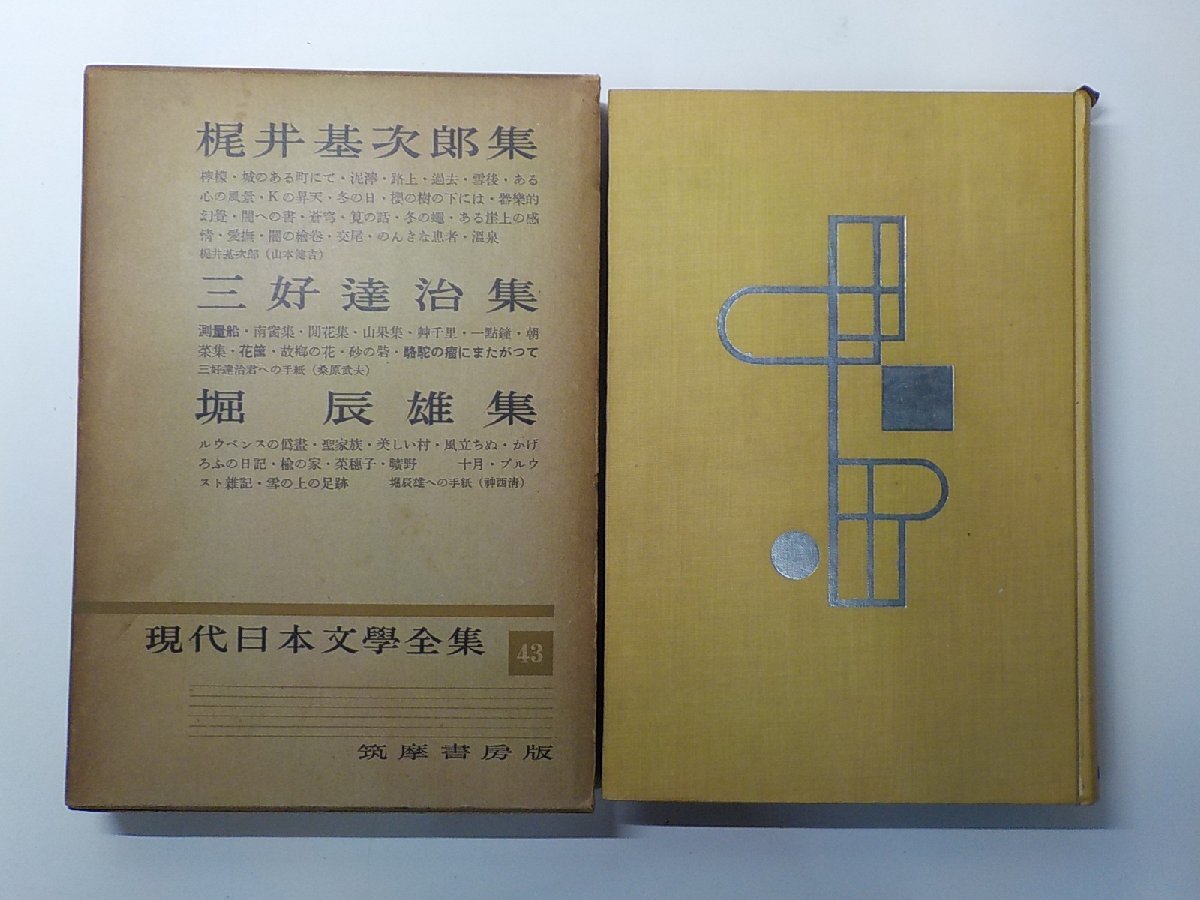 梶井基次郎集
檸檬・城のある町にて・泥濘・路上・過去・雪後・ある
心の風景・Kの昇天・冬の日・櫻の樹の下には・器樂的
幻覺・闇への書・蒼穹・筧の話・冬の蠅・ある崖上の感
情・愛撫・闇の繪卷・交尾・のんきな患者・溫泉
梶井基次郎（山本健吉）
三好達治集
測量船・南窗集・閒花集、山果集、艸千里・一點鐘・朝
菜集・花筐・故鄕の花・砂の砦・駱駝の瘤にまたがつて
三好達治君への手紙（桑原武夫）
堀辰雄集
ルウベンスの僞畫・聖家族・美しい村・風立ちぬ・かげ
ろふの日記・楡の家・菜穗子・曠野　十月・プルウ
スト雜記・雪の上の足跡　堀辰雄への手紙（神西淸）
現代日本文學全集 43
筑摩書房版